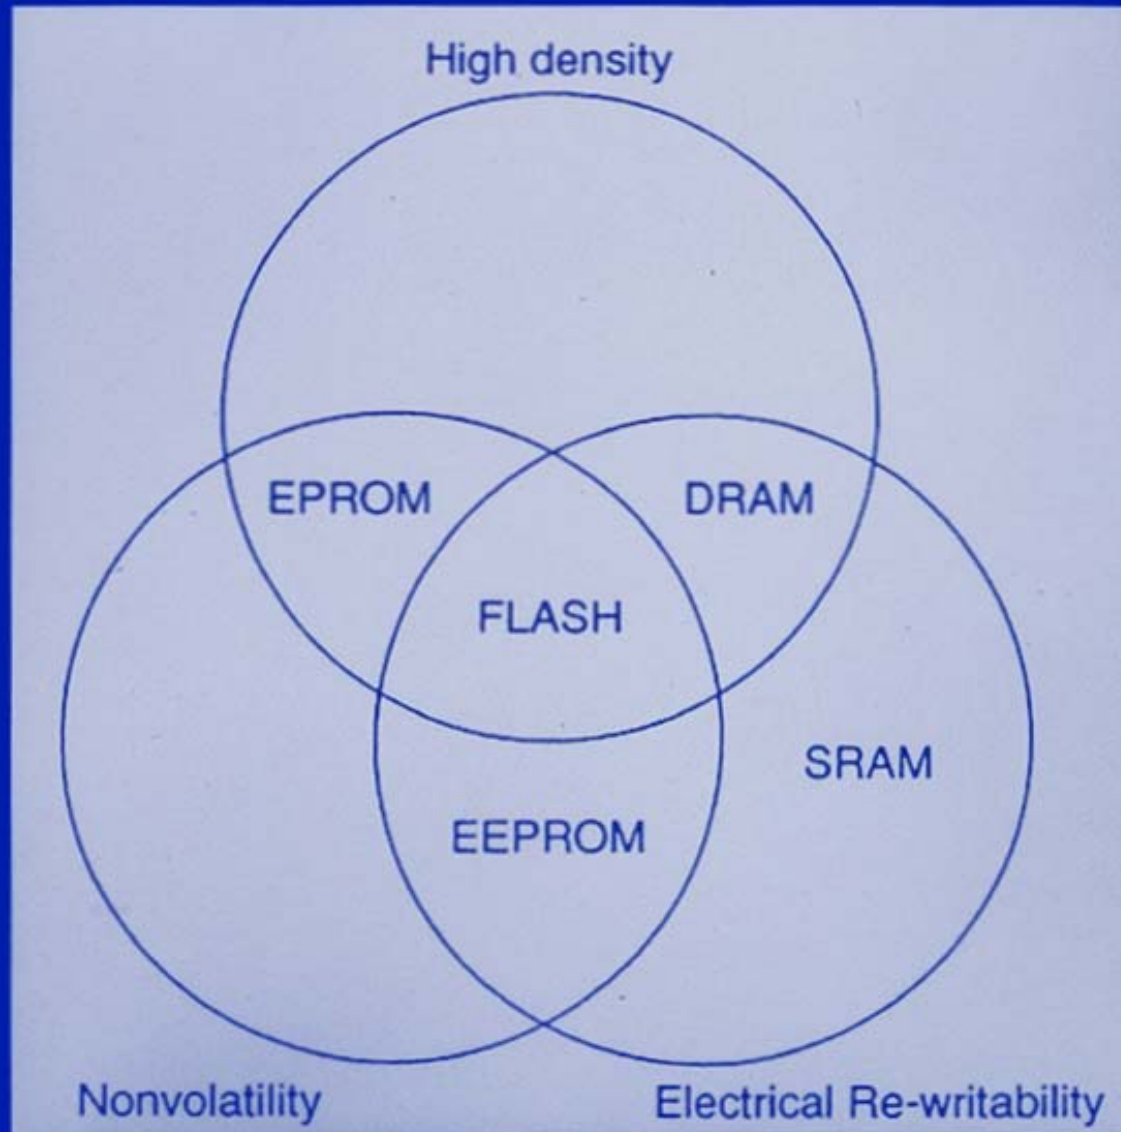 High density
EPROM
DRAM
FLASH
SRAM
EEPROM
Nonvolatility
Electrical Re-writability